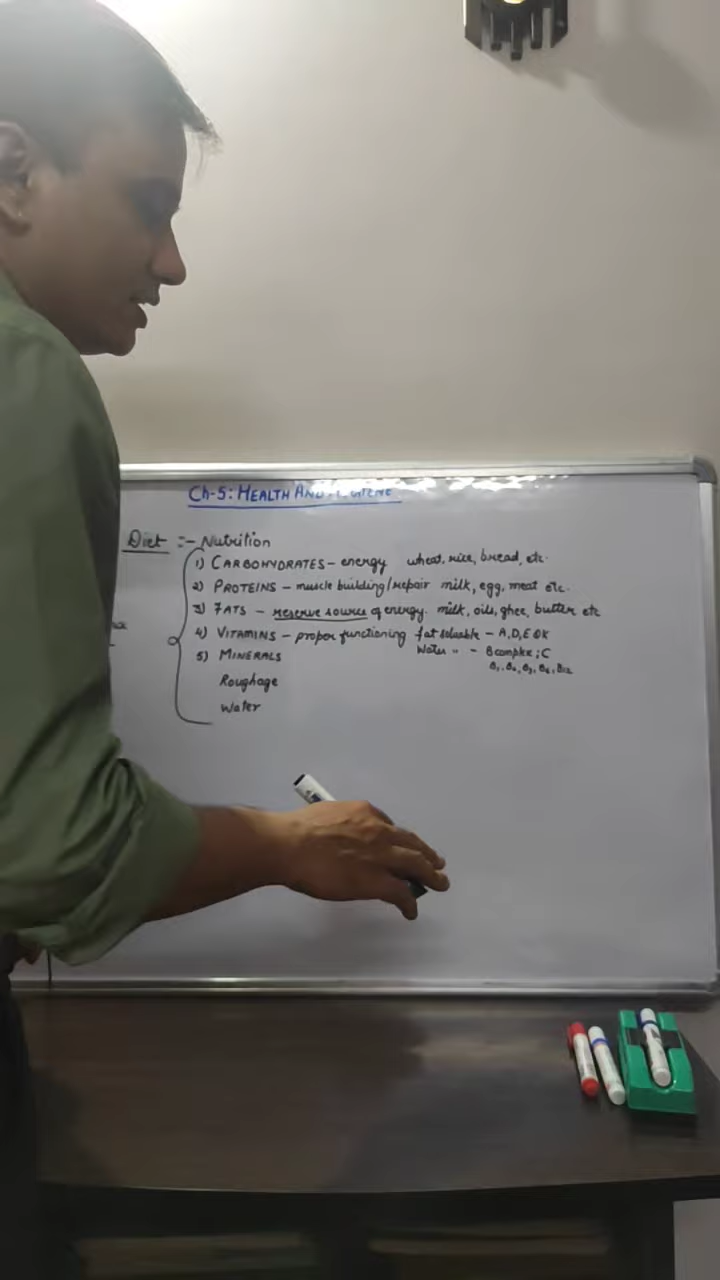 Ch-5: HEALTH AND HYGIENE
Diet :- Nutrition
1) CARBOHYDRATES - energy wheat, rice, bread, etc.
2) PROTEINS - muscle building/repair milk, egg, meat etc.
3) FATS - reserve source of energy. milk, oils, ghee, butter etc
4) VITAMINS - proper functioning fat soluable - A, D, E &K
Water " - B complex ; C
5) MINERALS
Roughage
Water